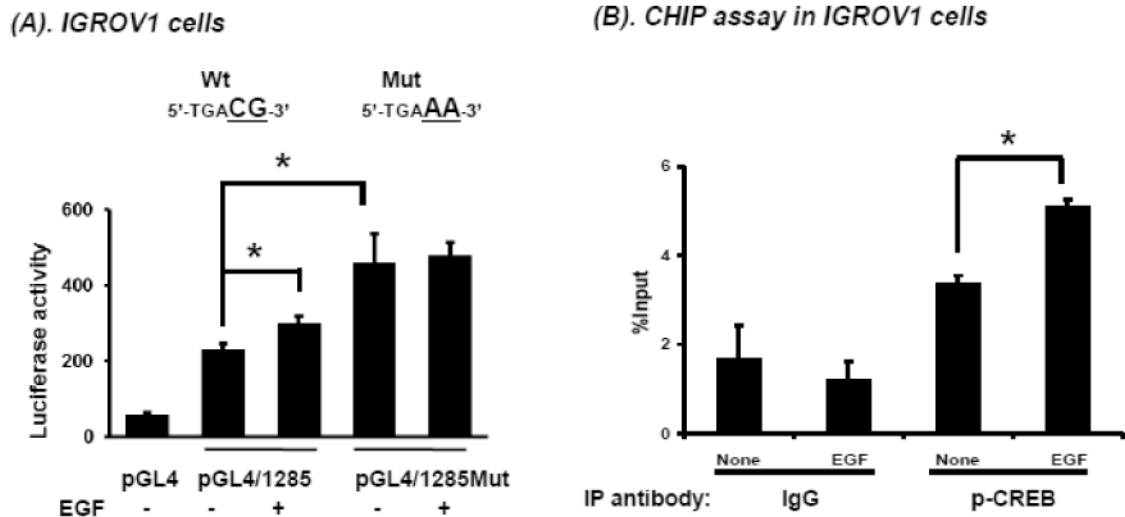 (A). IGROV1 cells
Wt Mut
5'-TGACG-3' 5'-TGAAA-3'
*
*
600
400
200
0
Luciferase activity
pGL4 pGL4/1285 pGL4/1285Mut
EGF - - + - +
(B). CHIP assay in IGROV1 cells
*
6
4
2
0
%Input
None EGF None EGF
IP antibody: IgG p-CREB